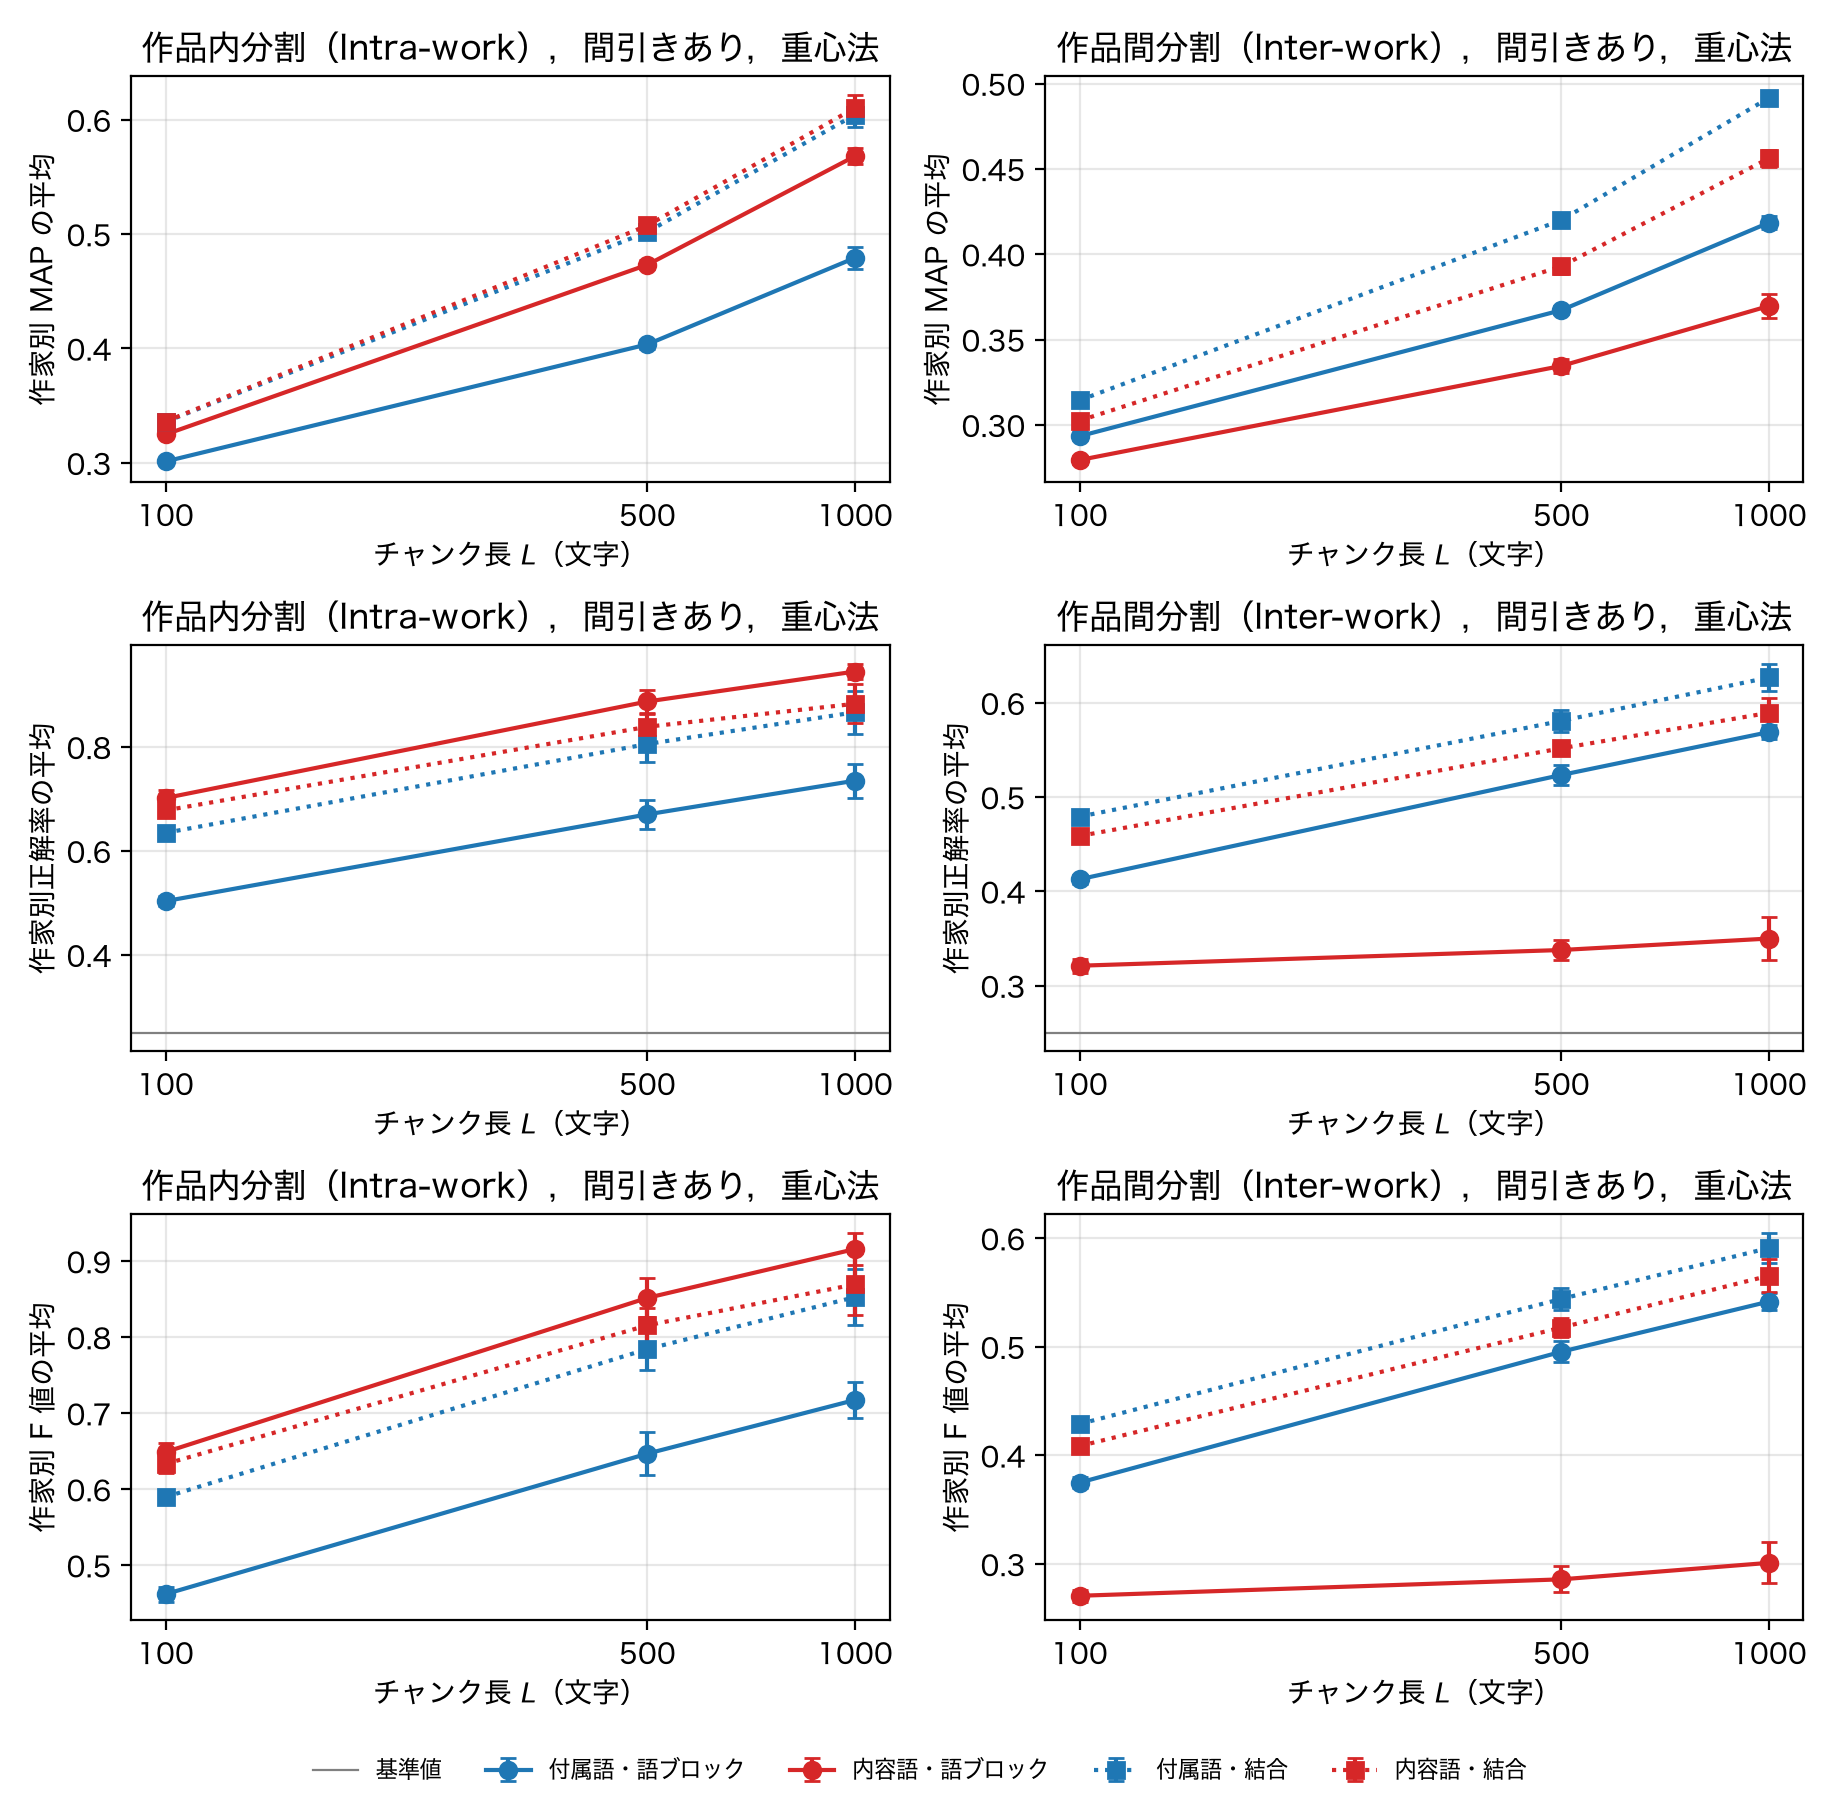 作品内分割（Intra-work），間引きあり，重心法
作家別 MAP の平均
0.6
0.5
0.4
0.3
100
500
1000
チャンク長 L（文字）
作品間分割（Inter-work），間引きあり，重心法
作家別 MAP の平均
0.50
0.45
0.40
0.35
0.30
100
500
1000
チャンク長 L（文字）
作品内分割（Intra-work），間引きあり，重心法
作家別正解率の平均
0.8
0.6
0.4
100
500
1000
チャンク長 L（文字）
作品間分割（Inter-work），間引きあり，重心法
作家別正解率の平均
0.6
0.5
0.4
0.3
100
500
1000
チャンク長 L（文字）
作品内分割（Intra-work），間引きあり，重心法
作家別 F 値の平均
0.9
0.8
0.7
0.6
0.5
100
500
1000
チャンク長 L（文字）
作品間分割（Inter-work），間引きあり，重心法
作家別 F 値の平均
0.6
0.5
0.4
0.3
100
500
1000
チャンク長 L（文字）
基準値
付属語・語ブロック
内容語・語ブロック
付属語・結合
内容語・結合